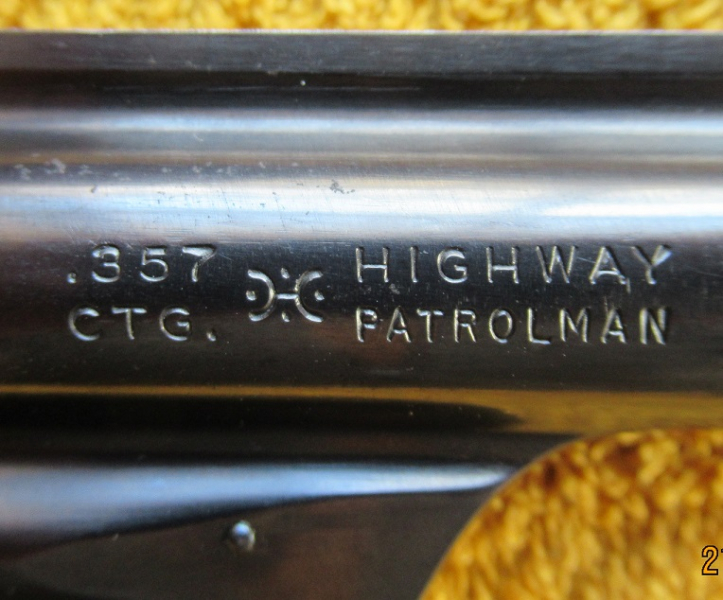 .357 HIGHWAY
CTG. PATROLMAN